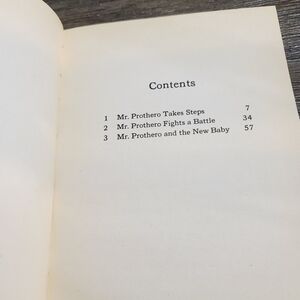 Contents
1 Mr. Prothero Takes Steps 7
2 Mr. Prothero Fights a Battle 34
3 Mr. Prothero and the New Baby 57